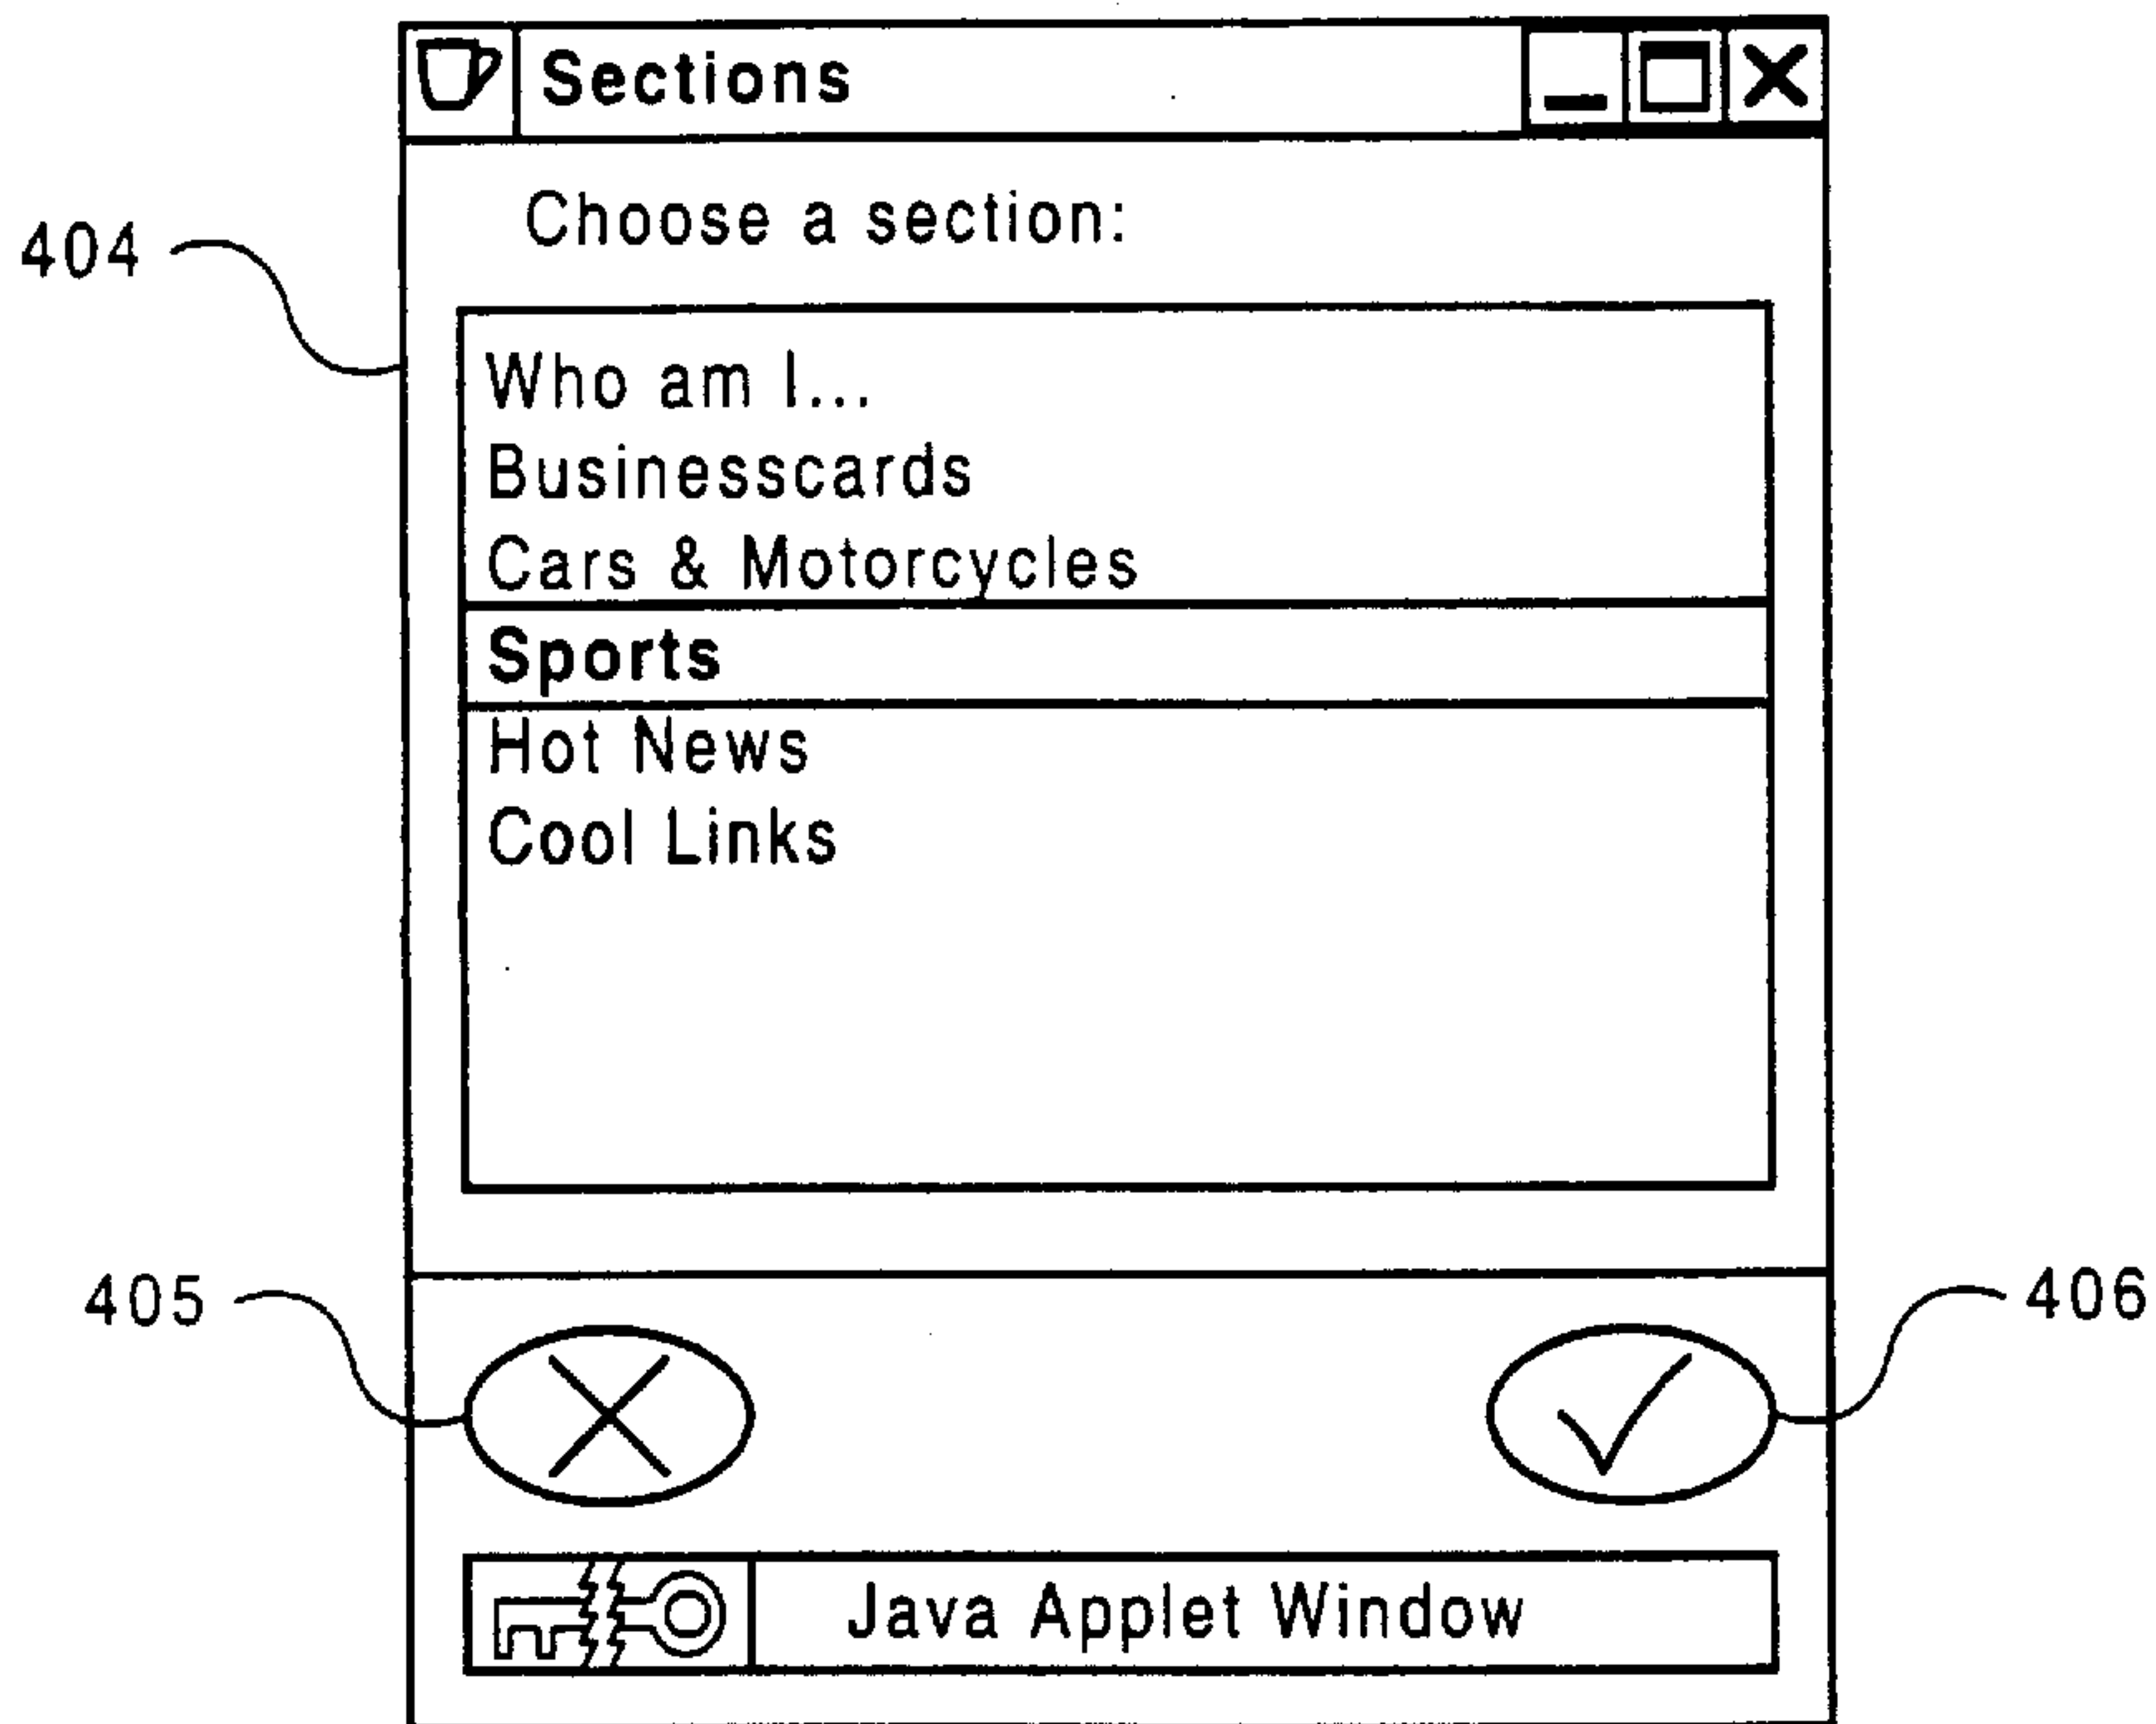 Sections
404
Choose a section:
Who am I...
Businesscards
Cars & Motorcycles
Sports
Hot News
Cool Links
405
406
Java Applet Window